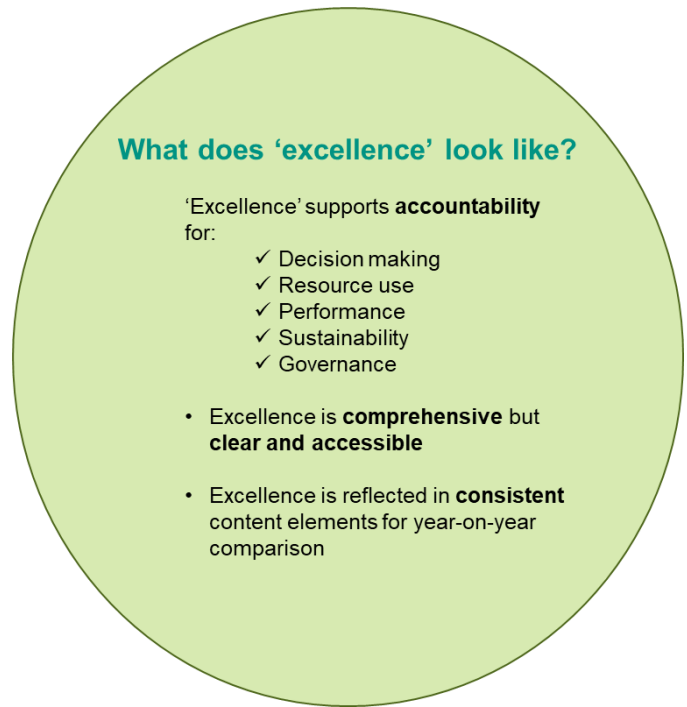 What does ‘excellence’ look like?
‘Excellence’ supports accountability
for:
✓ Decision making
✓ Resource use
✓ Performance
✓ Sustainability
✓ Governance
• Excellence is comprehensive but
clear and accessible
• Excellence is reflected in consistent
content elements for year-on-year
comparison